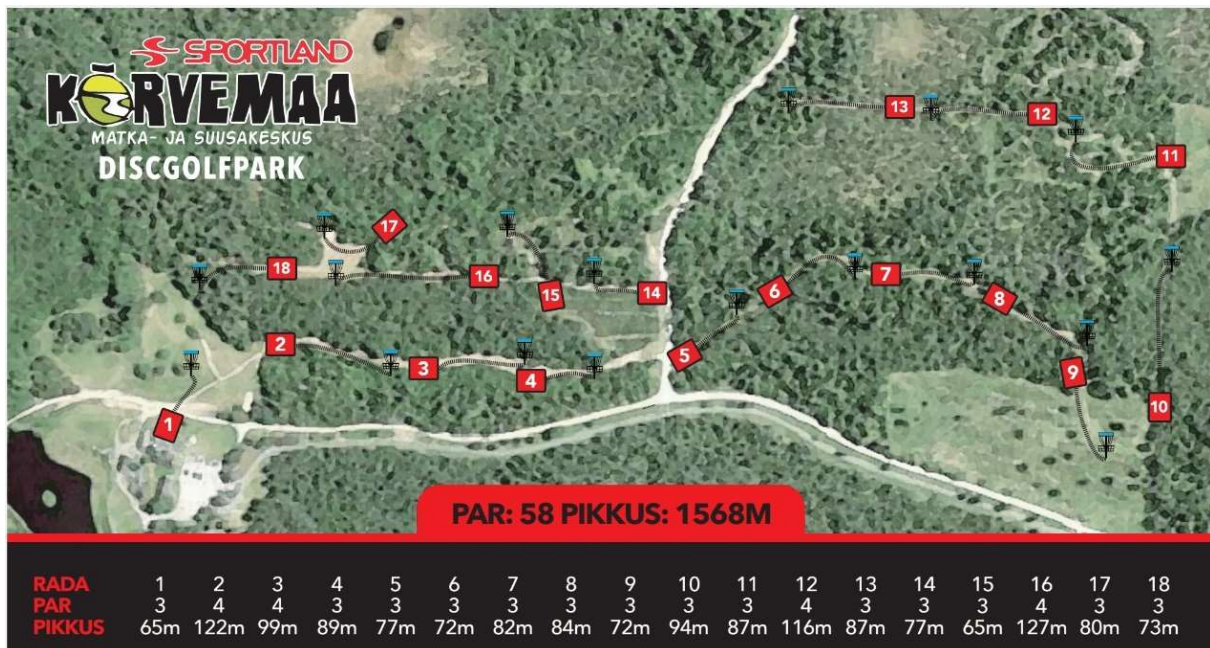 SPORTLAND
KÕRVEMAA
MATKA- JA SUUSAKESKUS
DISCGOLFPARK
13
12
11
17
18
16
15
14
6
7
8
5
2
3
4
9
10
1
PAR: 58 PIKKUS: 1568M
RADA 1 2 3 4 5 6 7 8 9 10 11 12 13 14 15 16 17 18
PAR 3 4 4 3 3 3 3 3 3 3 3 4 3 3 3 4 3 3
PIKKUS 65m 122m 99m 89m 77m 72m 82m 84m 72m 94m 87m 116m 87m 77m 65m 127m 80m 73m